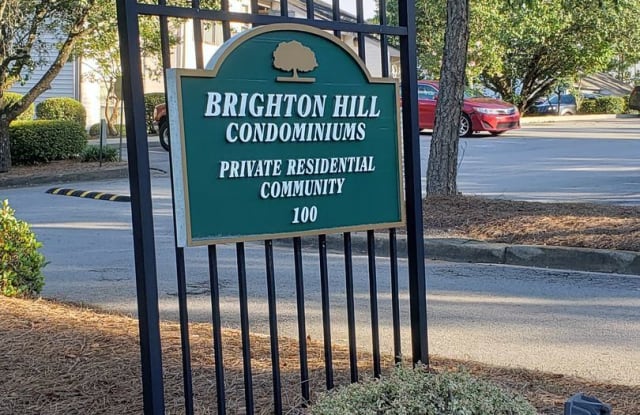 BRIGHTON HILL
CONDOMINIUMS
PRIVATE RESIDENTIAL
COMMUNITY
100